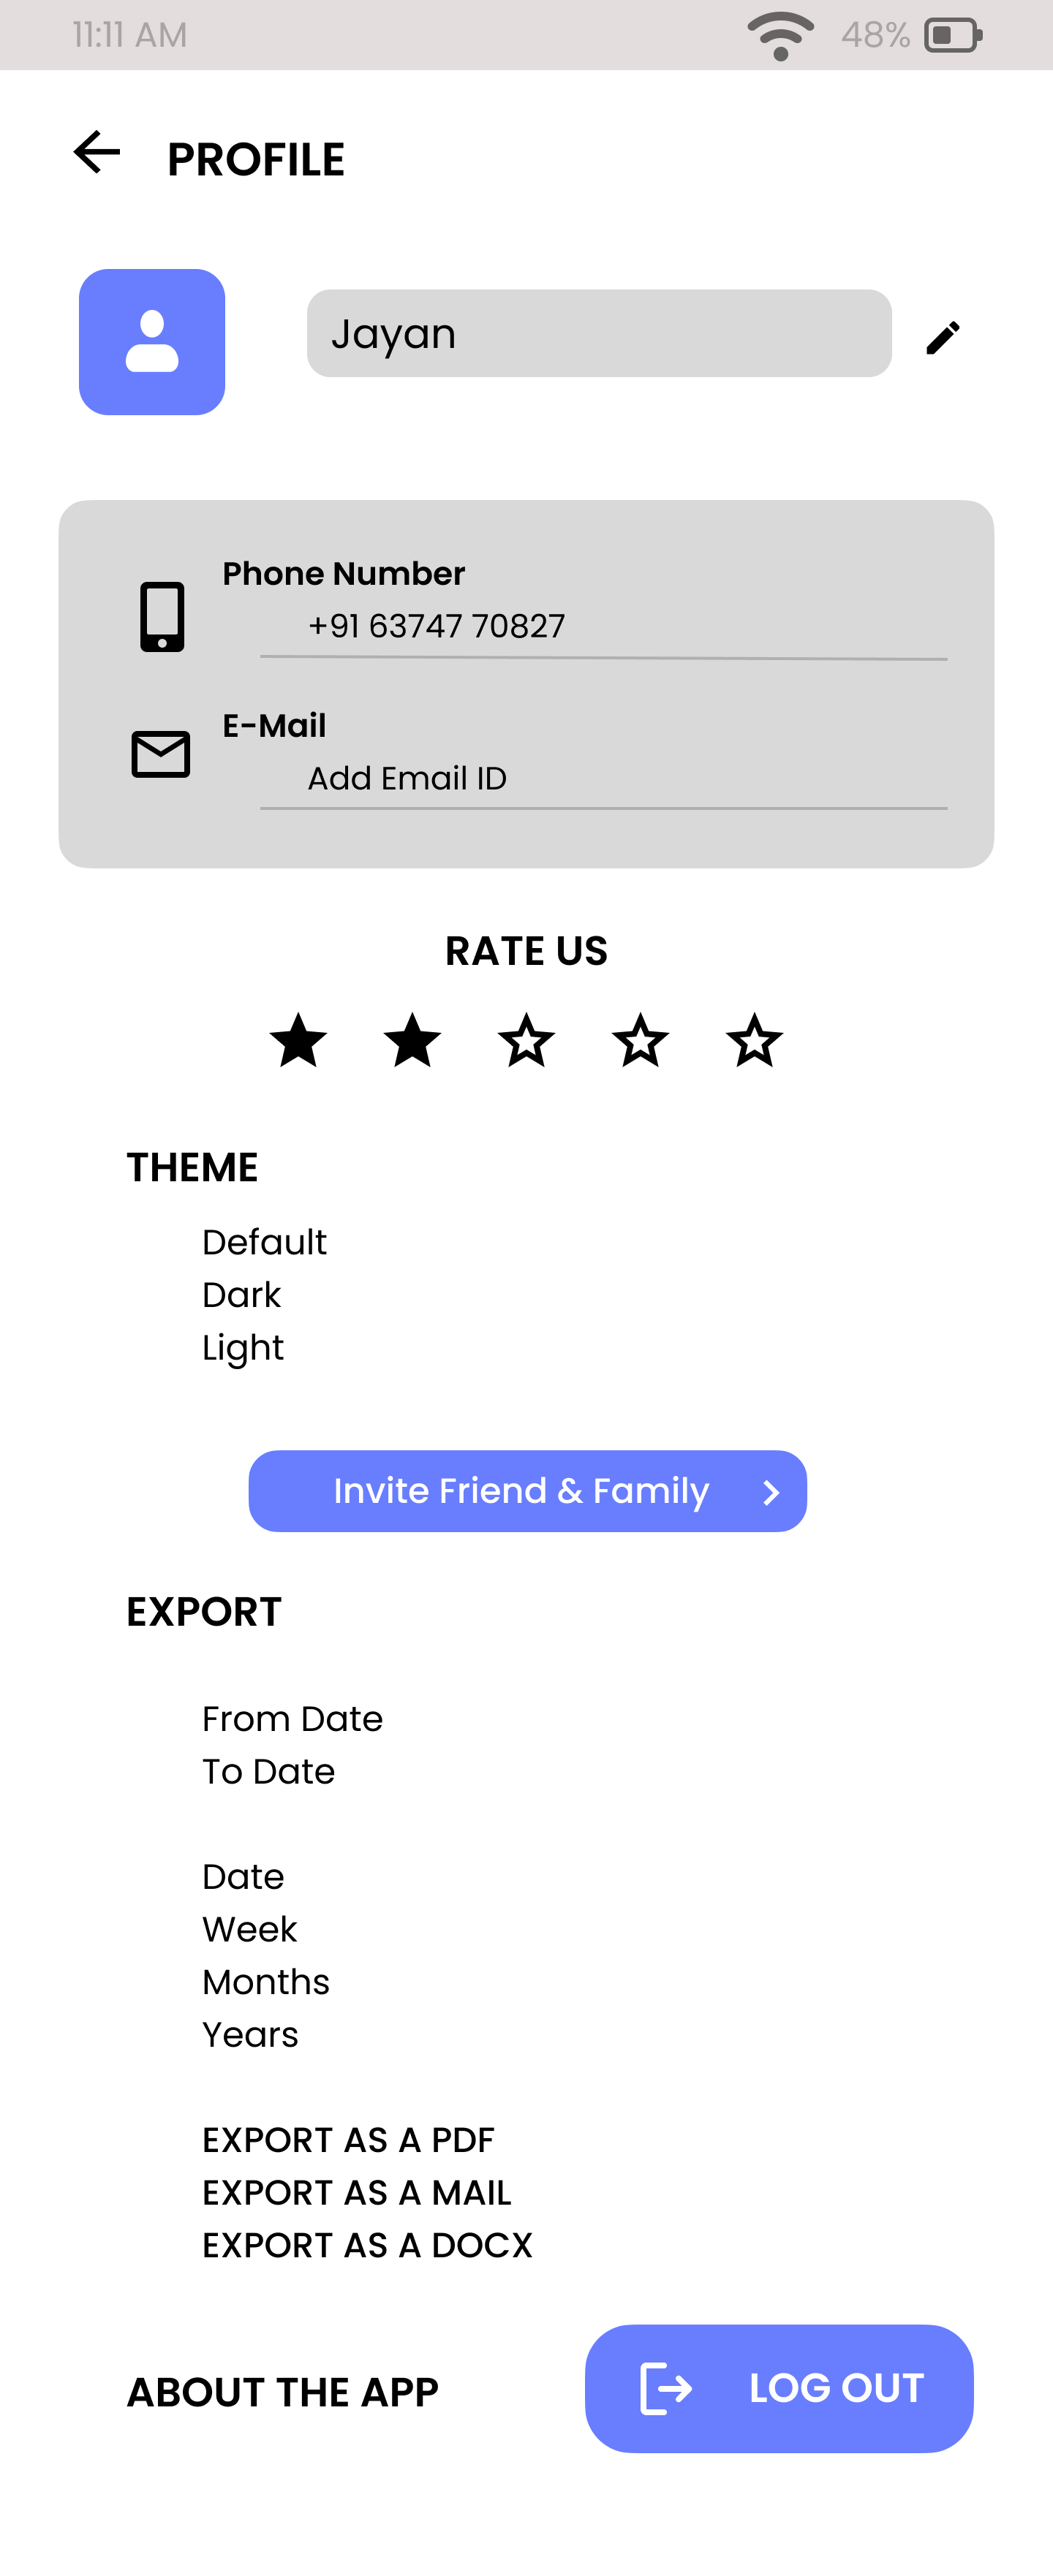 11:11 AM 48%
PROFILE
Jayan
Phone Number
+91 63747 70827
E-Mail
Add Email ID
RATE US
THEME
Default
Dark
Light
Invite Friend & Family
EXPORT
From Date
To Date
Date
Week
Months
Years
EXPORT AS A PDF
EXPORT AS A MAIL
EXPORT AS A DOCX
ABOUT THE APP
LOG OUT